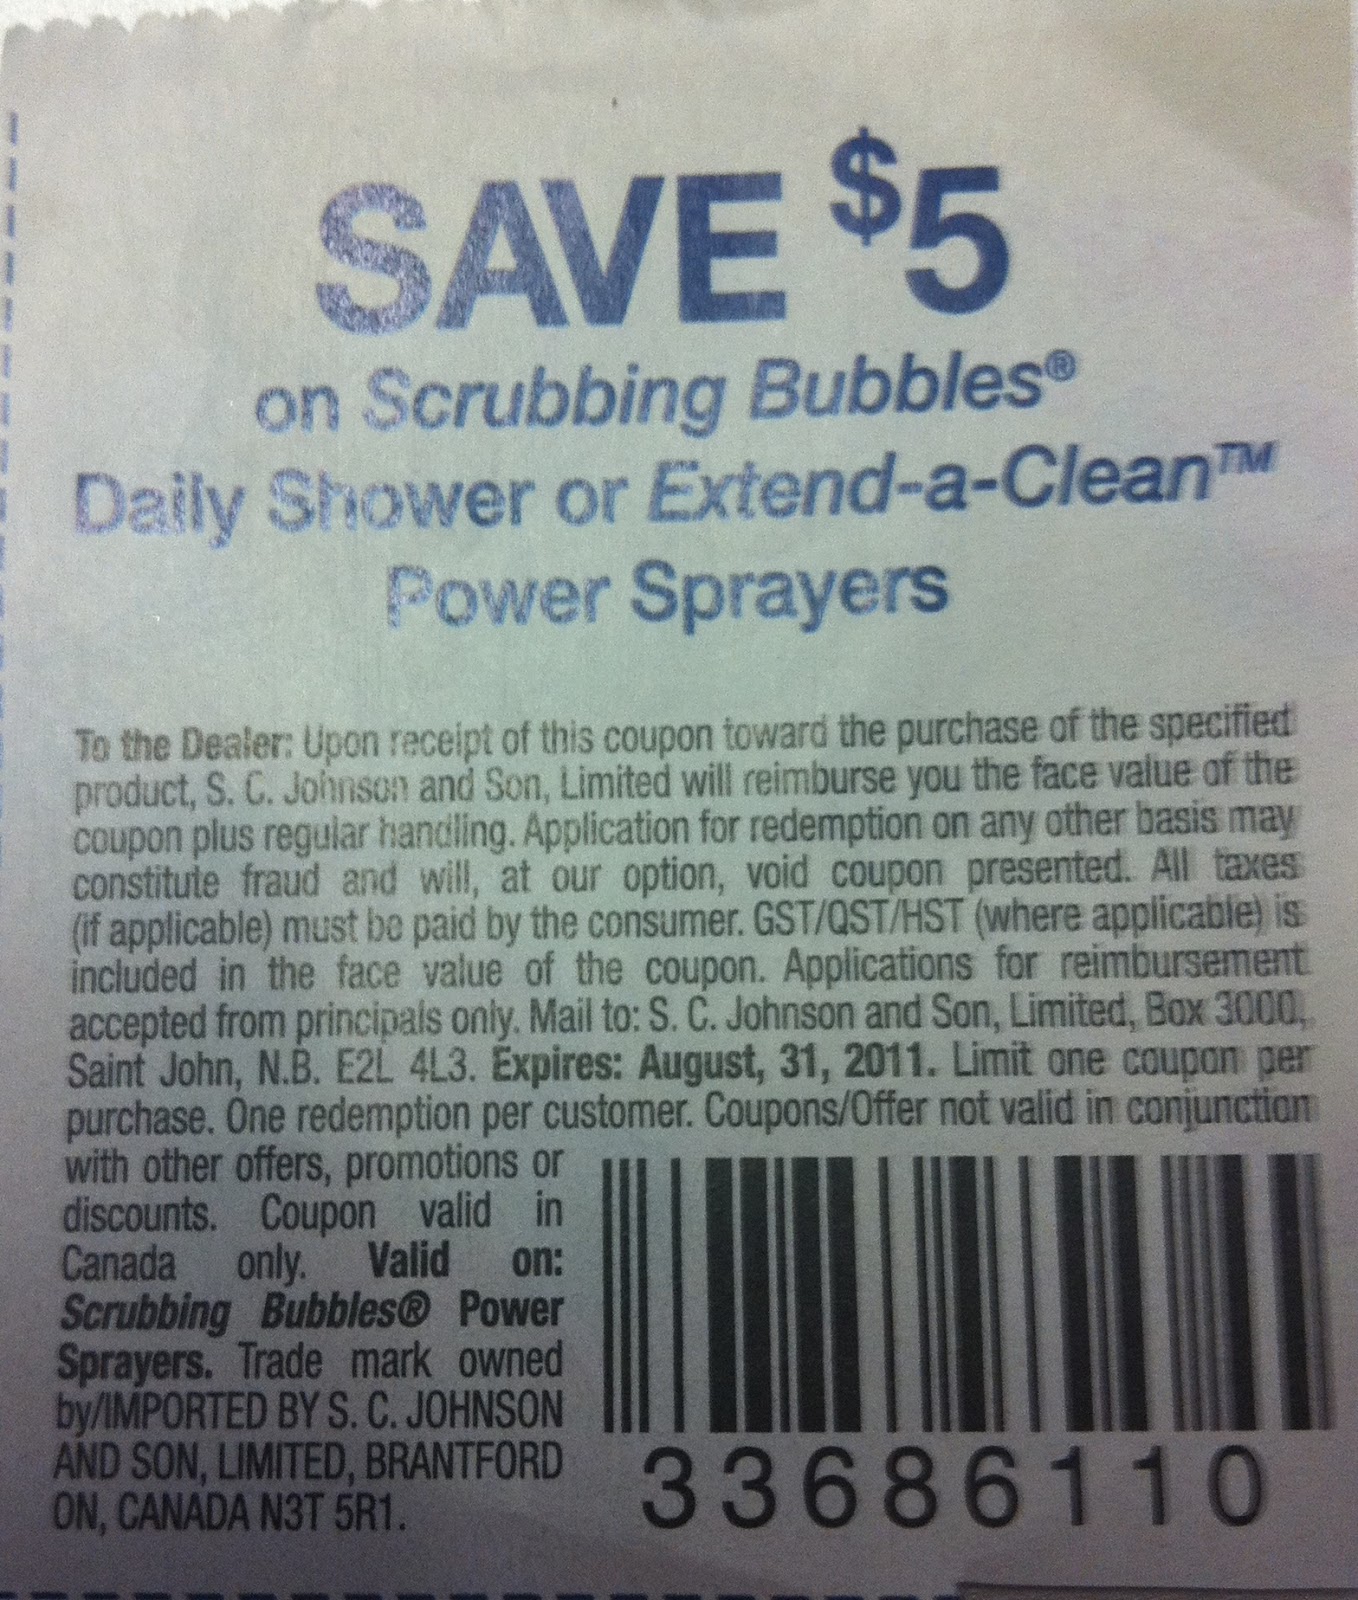 SAVE $5
on Scrubbing Bubbles®
Daily Shower or Extend-a-Clean™
Power Sprayers
To the Dealer: Upon receipt of this coupon toward the purchase of the specified
product, S. C. Johnson and Son, Limited will reimburse you the face value of the
coupon plus regular handling. Application for redemption on any other basis may
constitute fraud and will, at our option, void coupon presented. All taxes
(if applicable) must be paid by the consumer. GST/QST/HST (where applicable) is
included in the face value of the coupon. Applications for reimbursement
accepted from principals only. Mail to: S. C. Johnson and Son, Limited, Box 3000,
Saint John, N.B. E2L 4L3. Expires: August, 31, 2011. Limit one coupon per
purchase. One redemption per customer. Coupons/Offer not valid in conjunction
with other offers, promotions or
discounts. Coupon valid in
Canada only. Valid on:
Scrubbing Bubbles® Power
Sprayers. Trade mark owned
by/IMPORTED BY S. C. JOHNSON
AND SON, LIMITED, BRANTFORD
ON, CANADA N3T 5R1.
33686110